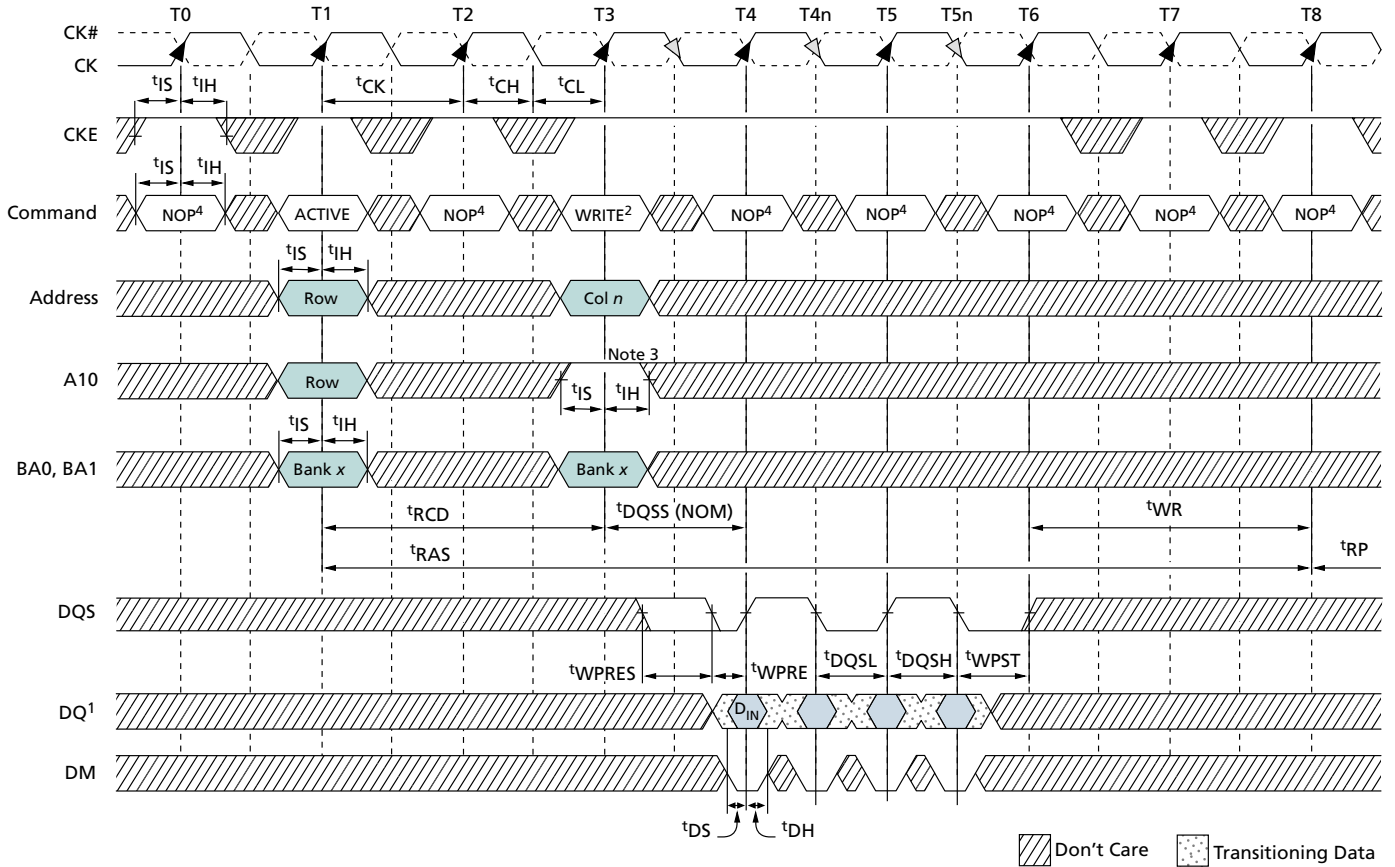 T0 T1 T2 T3 T4 T4n T5 T5n T6 T7 T8
CK#
CK
tIS tIH tCK tCH tCL
CKE
tIS tIH
Command NOP4 ACTIVE NOP4 WRITE2 NOP4 NOP4 NOP4 NOP4 NOP4
tIS tIH
Address Row Col n
Note 3
A10 Row
tIS tIH
tIS tIH
BA0, BA1 Bank x Bank x
tRCD tDQSS (NOM) tWR
tRAS tRP
DQS
tWPRES tWPRE tDQSL tDQSH tWPST
DQ1 DIN
DM
tDS tDH
Don't Care Transitioning Data